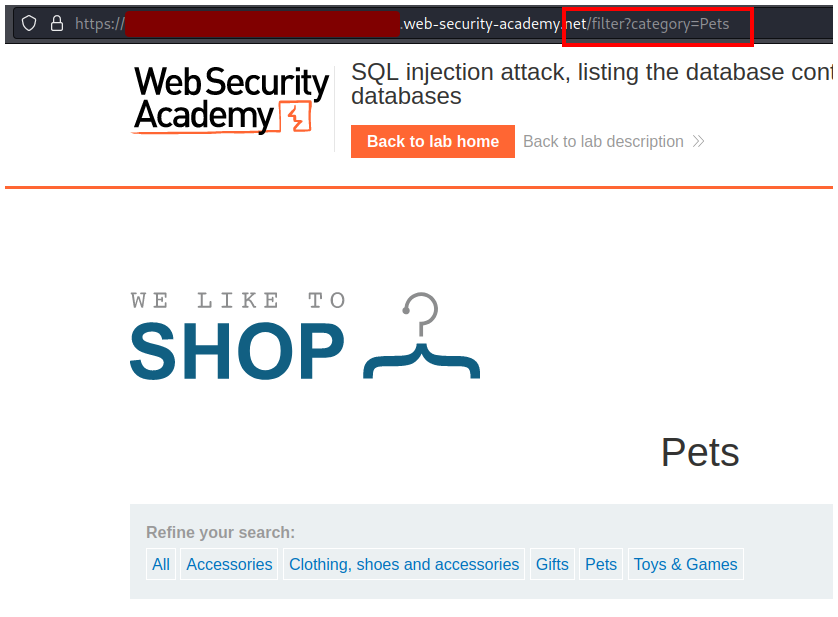 https:// .web-security-academy.net/filter?category=Pets
Web Security
Academy
SQL injection attack, listing the database
databases
Back to lab home
Back to lab description
WE LIKE TO
SHOP
Pets
Refine your search:
All
Accessories
Clothing, shoes and accessories
Gifts
Pets
Toys & Games